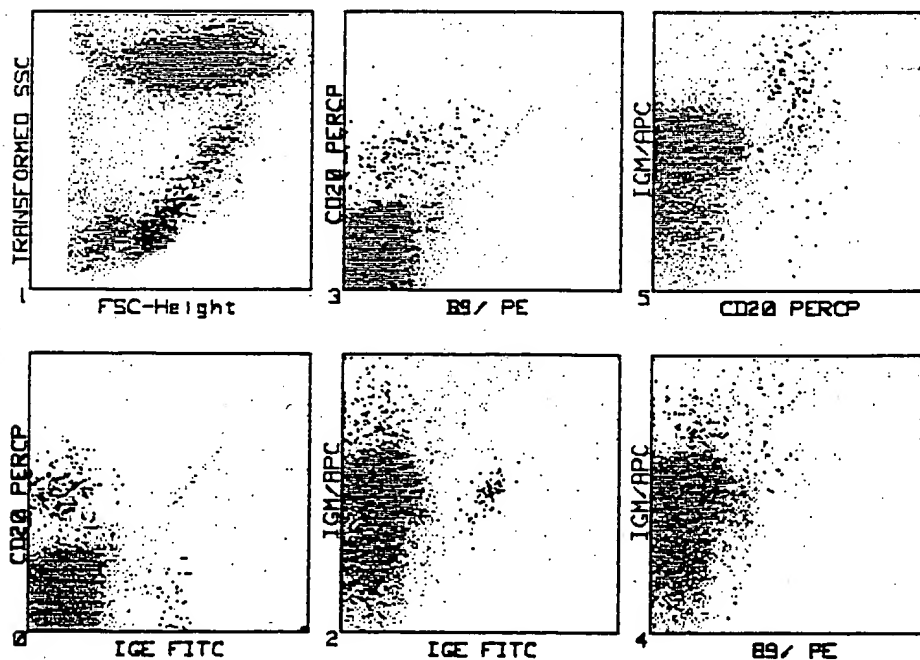 TRANSFORMED SSC
1
FSC-Height
CD20 PERCP
3
B9/ PE
IGM/APC
5
CD20 PERCP
CD20 PERCP
0
IGE FITC
IGM/APC
2
IGE FITC
IGM/APC
4
B9/ PE